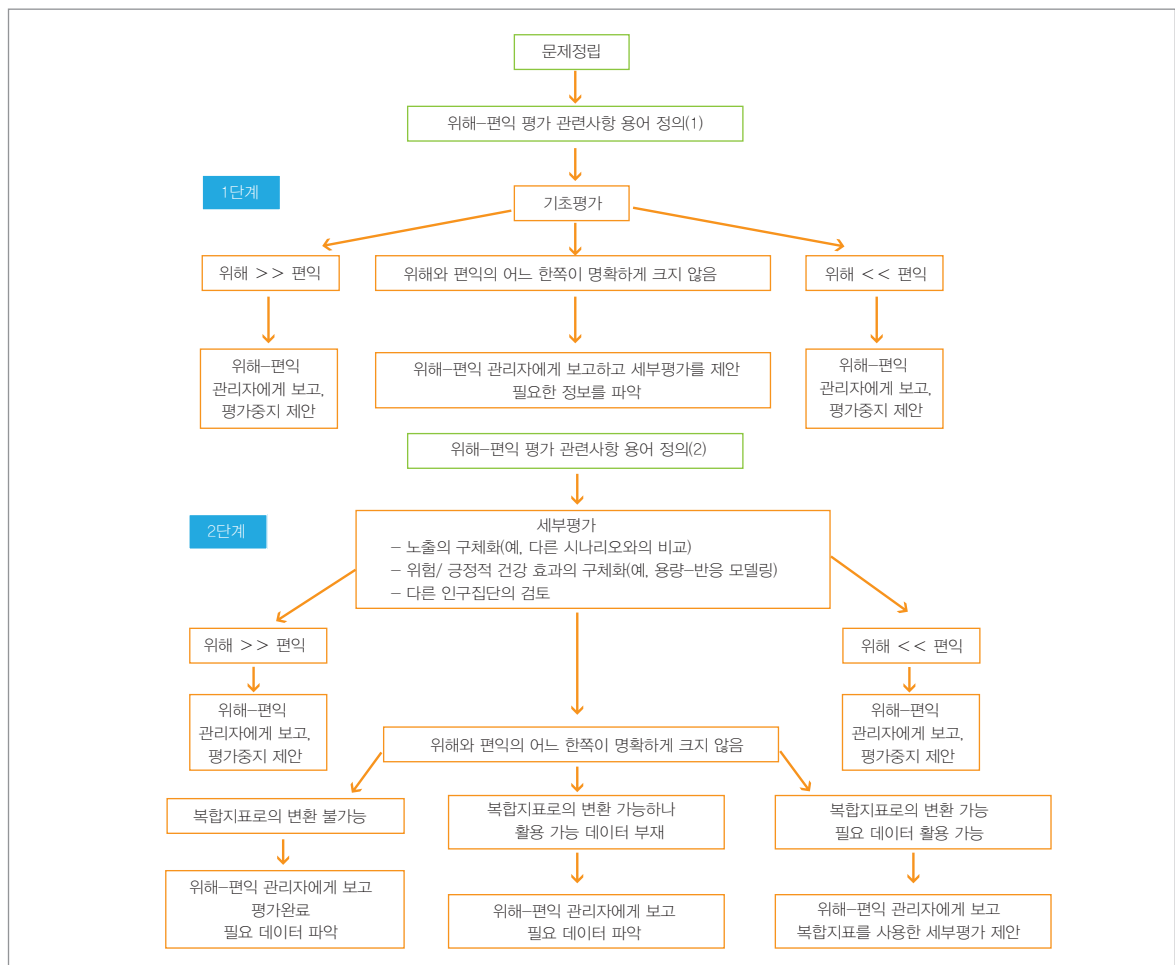 문제정립
위해–편익 평가 관련사항 용어 정의(1)
1단계
기초평가
위해 >> 편익
위해와 편익의 어느 한쪽이 명확하게 크지 않음
위해 << 편익
위해–편익
관리자에게 보고,
평가중지 제안
위해–편익 관리자에게 보고하고 세부평가를 제안
필요한 정보를 파악
위해–편익
관리자에게 보고,
평가중지 제안
위해–편익 평가 관련사항 용어 정의(2)
2단계
세부평가
– 노출의 구체화(예, 다른 시나리오와의 비교)
– 위험/ 긍정적 건강 효과의 구체화(예, 용량–반응 모델링)
– 다른 인구집단의 검토
위해 >> 편익
위해 << 편익
위해–편익
관리자에게 보고,
평가중지 제안
위해–편익
관리자에게 보고,
평가중지 제안
위해와 편익의 어느 한쪽이 명확하게 크지 않음
복합지표로의 변환 불가능
복합지표로의 변환 가능하나
활용 가능 데이터 부재
복합지표로의 변환 가능
필요 데이터 활용 가능
위해–편익 관리자에게 보고
평가완료
필요 데이터 파악
위해–편익 관리자에게 보고
필요 데이터 파악
위해–편익 관리자에게 보고
복합지표를 사용한 세부평가 제안